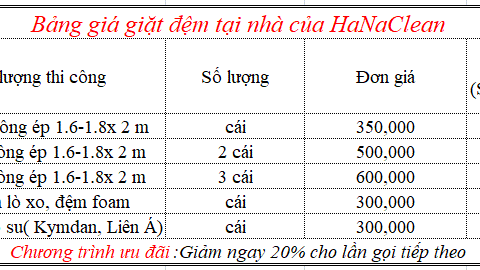 Bảng giá giặt đệm tại nhà của HaNaClean
lượng thi công Số lượng Đơn giá (S
ông ép 1.6-1.8x 2 m cái 350,000
ông ép 1.6-1.8x 2 m 2 cái 500,000
ông ép 1.6-1.8x 2 m 3 cái 600,000
lò xo, đệm foam cái 300,000
su( Kymdan, Liên Á) cái 300,000
Chương trình ưu đãi :Giảm ngay 20% cho lần gọi tiếp theo